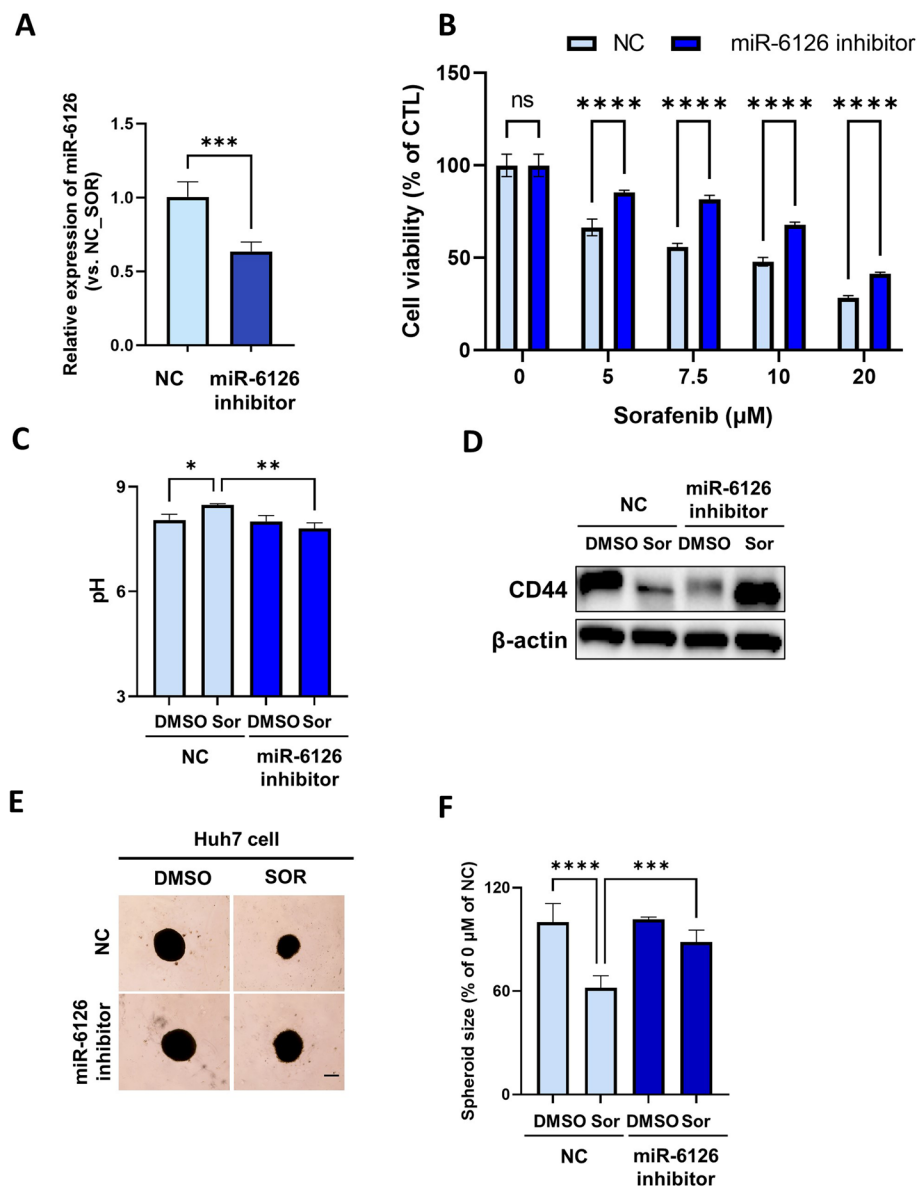 A
Relative expression of miR-6126
(vs. NC_SOR)
1.5
1.0
0.5
0.0
***
NC
miR-6126
inhibitor
B
NC
miR-6126 inhibitor
Cell viability (% of CTL)
150
100
50
0
ns
****
****
****
****
0
5
7.5
10
20
Sorafenib (µM)
C
pH
9
6
3
*
**
DMSO
Sor
DMSO
Sor
NC
miR-6126
inhibitor
D
NC
miR-6126
inhibitor
DMSO
Sor
DMSO
Sor
CD44
β-actin
E
Huh7 cell
DMSO
SOR
NC
miR-6126
inhibitor
F
Spheroid size (% of 0 µM of NC)
120
60
0
****
***
DMSO
Sor
DMSO
Sor
NC
miR-6126
inhibitor